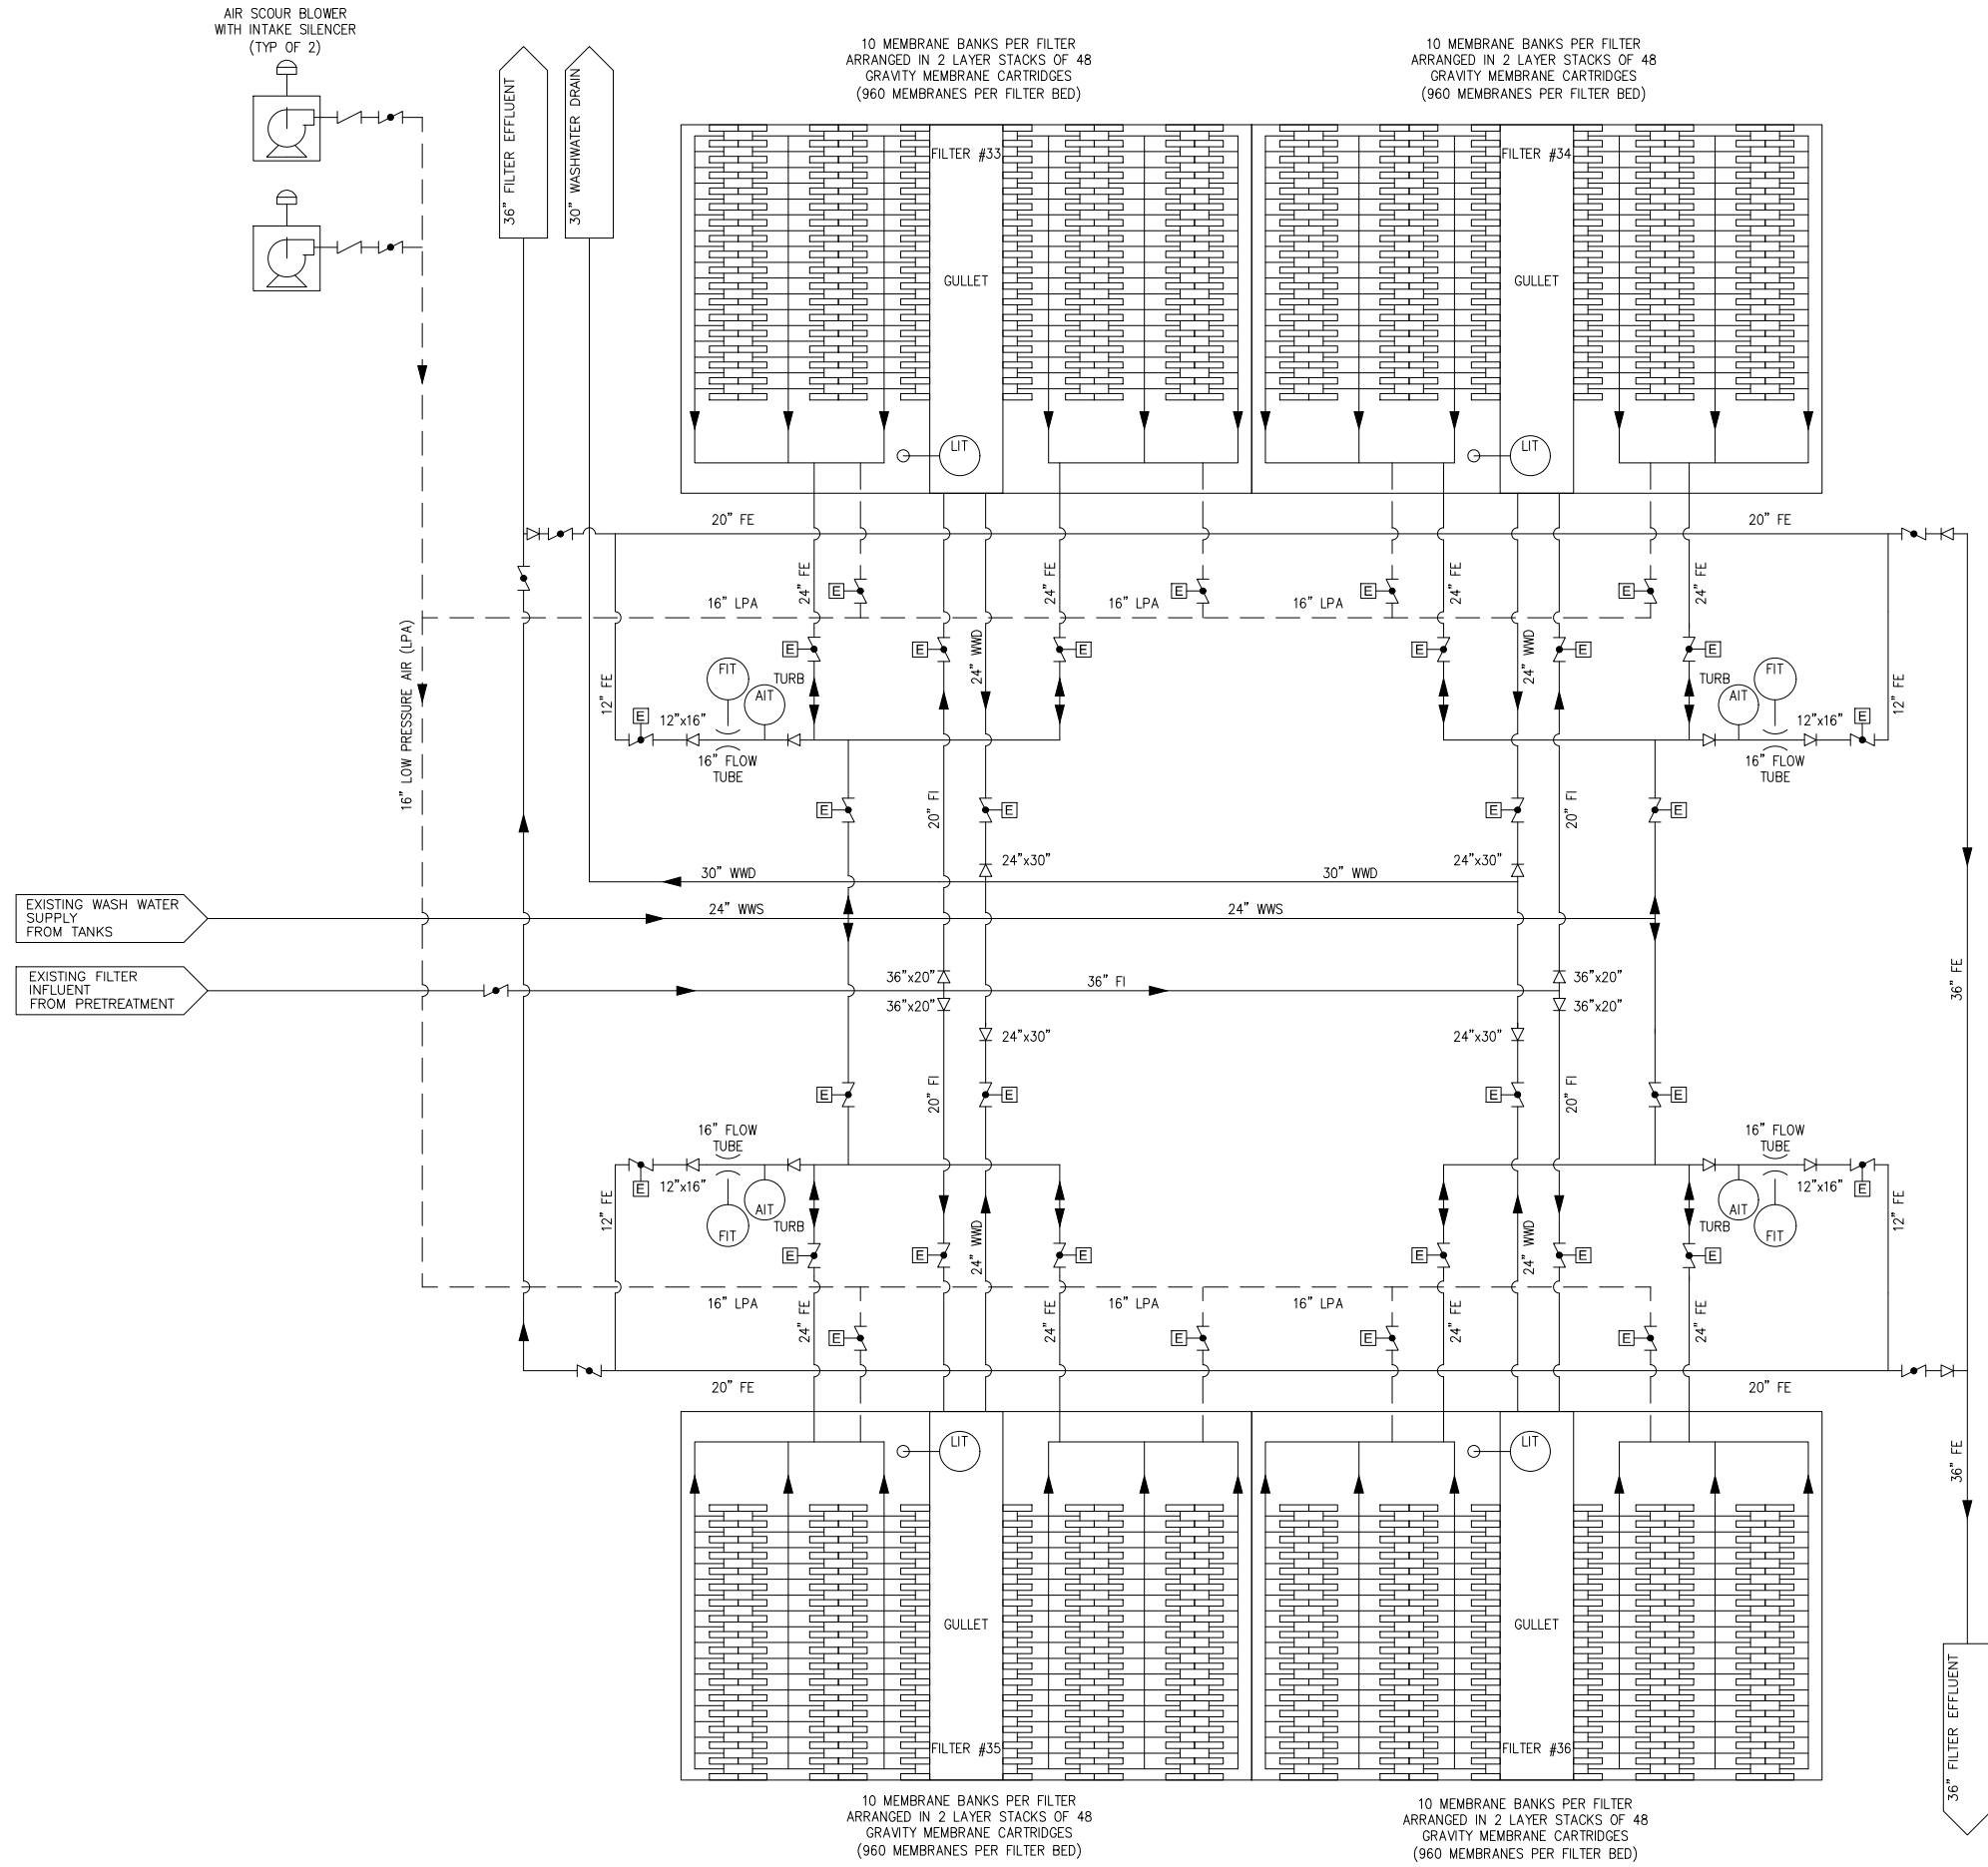 AIR SCOUR BLOWER
WITH INTAKE SILENCER
(TYP OF 2)
36" FILTER EFFLUENT
30" WASHWATER DRAIN
10 MEMBRANE BANKS PER FILTER
ARRANGED IN 2 LAYER STACKS OF 48
GRAVITY MEMBRANE CARTRIDGES
(960 MEMBRANES PER FILTER BED)
10 MEMBRANE BANKS PER FILTER
ARRANGED IN 2 LAYER STACKS OF 48
GRAVITY MEMBRANE CARTRIDGES
(960 MEMBRANES PER FILTER BED)
FILTER #33
FILTER #34
GULLET
GULLET
LIT
LIT
20" FE
20" FE
24" FE
24" FE
24" FE
24" FE
E
E
E
E
16" LPA
16" LPA
16" LPA
16" LOW PRESSURE AIR (LPA)
E
E
E
E
E
E
24" WWD
24" WWD
12" FE
FIT
AIT
TURB
TURB
AIT
FIT
12" FE
E
12"x16"
12"x16"
E
16" FLOW
TUBE
16" FLOW
TUBE
E
20" FI
E
E
20" FI
E
24"x30"
24"x30"
30" WWD
30" WWD
EXISTING WASH WATER
SUPPLY
FROM TANKS
24" WWS
24" WWS
EXISTING FILTER
INFLUENT
FROM PRETREATMENT
36"x20"
36" FI
36"x20"
36"x20"
36"x20"
36" FE
24"x30"
24"x30"
E
20" FI
E
E
20" FI
E
16" FLOW
TUBE
16" FLOW
TUBE
E
12"x16"
12"x16"
E
12" FE
FIT
AIT
TURB
TURB
AIT
FIT
12" FE
24" WWD
24" WWD
E
E
E
E
E
E
16" LPA
16" LPA
16" LPA
24" FE
24" FE
24" FE
24" FE
E
E
E
E
20" FE
20" FE
36" FE
LIT
LIT
GULLET
GULLET
FILTER #35
FILTER #36
36" FILTER EFFLUENT
10 MEMBRANE BANKS PER FILTER
ARRANGED IN 2 LAYER STACKS OF 48
GRAVITY MEMBRANE CARTRIDGES
(960 MEMBRANES PER FILTER BED)
10 MEMBRANE BANKS PER FILTER
ARRANGED IN 2 LAYER STACKS OF 48
GRAVITY MEMBRANE CARTRIDGES
(960 MEMBRANES PER FILTER BED)